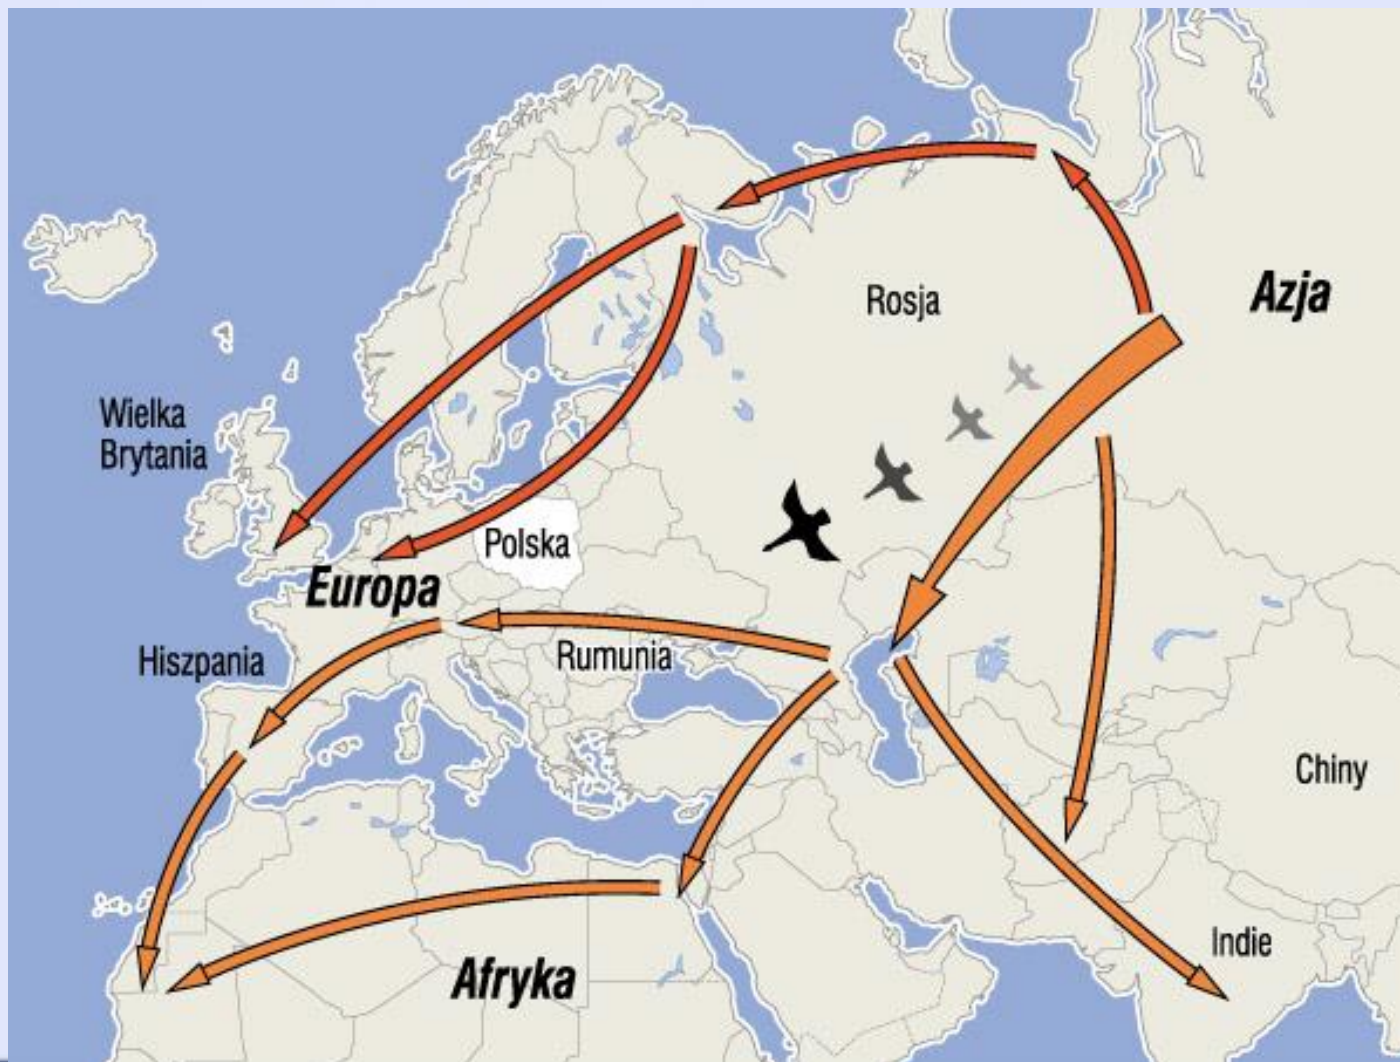 Rosja
Azja
Wielka
Brytania
Polska
Europa
Hiszpania
Rumunia
Chiny
Indie
Afryka